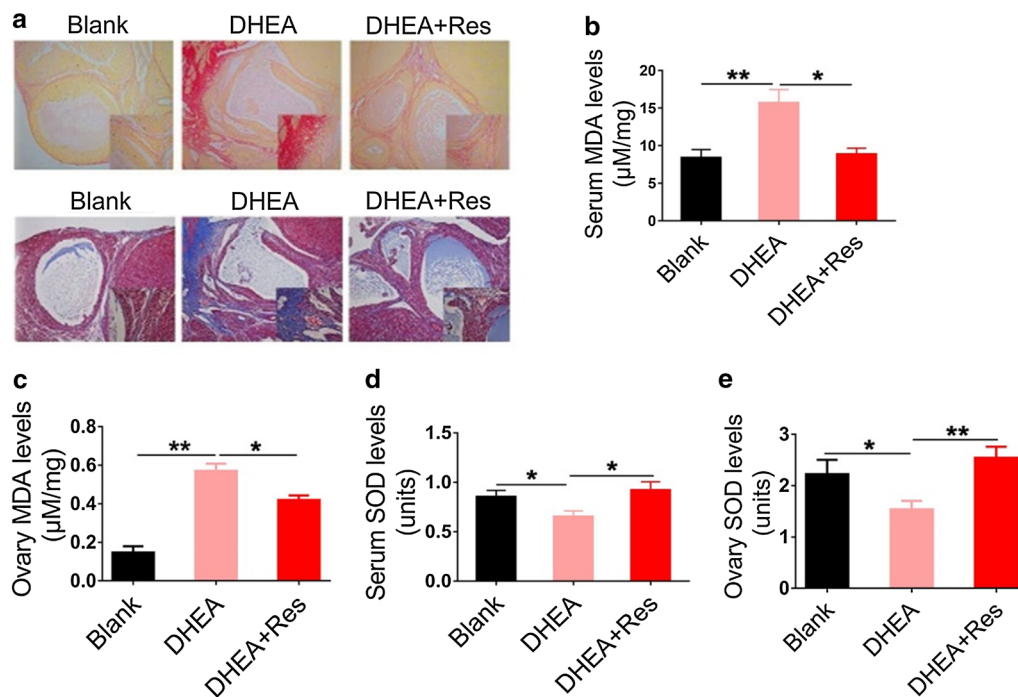 a
Blank DHEA DHEA+Res
Blank DHEA DHEA+Res
b
Serum MDA levels
(μM/mg)
20
15
10
5
0
** *
Blank
DHEA
DHEA+Res
c
Ovary MDA levels
(μM/mg)
0.8
0.6
0.4
0.2
0.0
** *
Blank
DHEA
DHEA+Res
d
Serum SOD levels
(units)
1.5
1.0
0.5
0.0
* *
Blank
DHEA
DHEA+Res
e
Ovary SOD levels
(units)
3
2
1
0
* **
Blank
DHEA
DHEA+Res